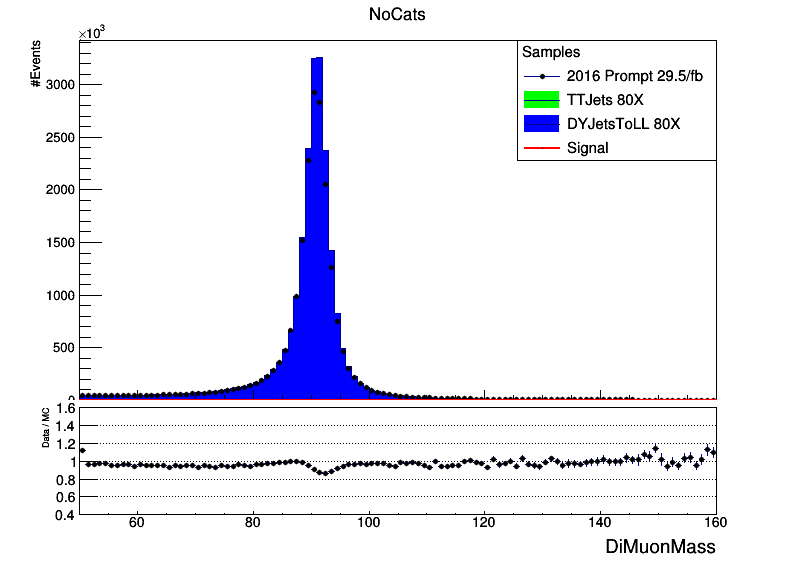 NoCats
×10³
#Events
Samples
2016 Prompt 29.5/fb
TTJets 80X
DYJetsToLL 80X
Signal
3000
2500
2000
1500
1000
500
0
Data / MC
1.6
1.4
1.2
1
0.8
0.6
0.4
60 80 100 120 140 160
DiMuonMass